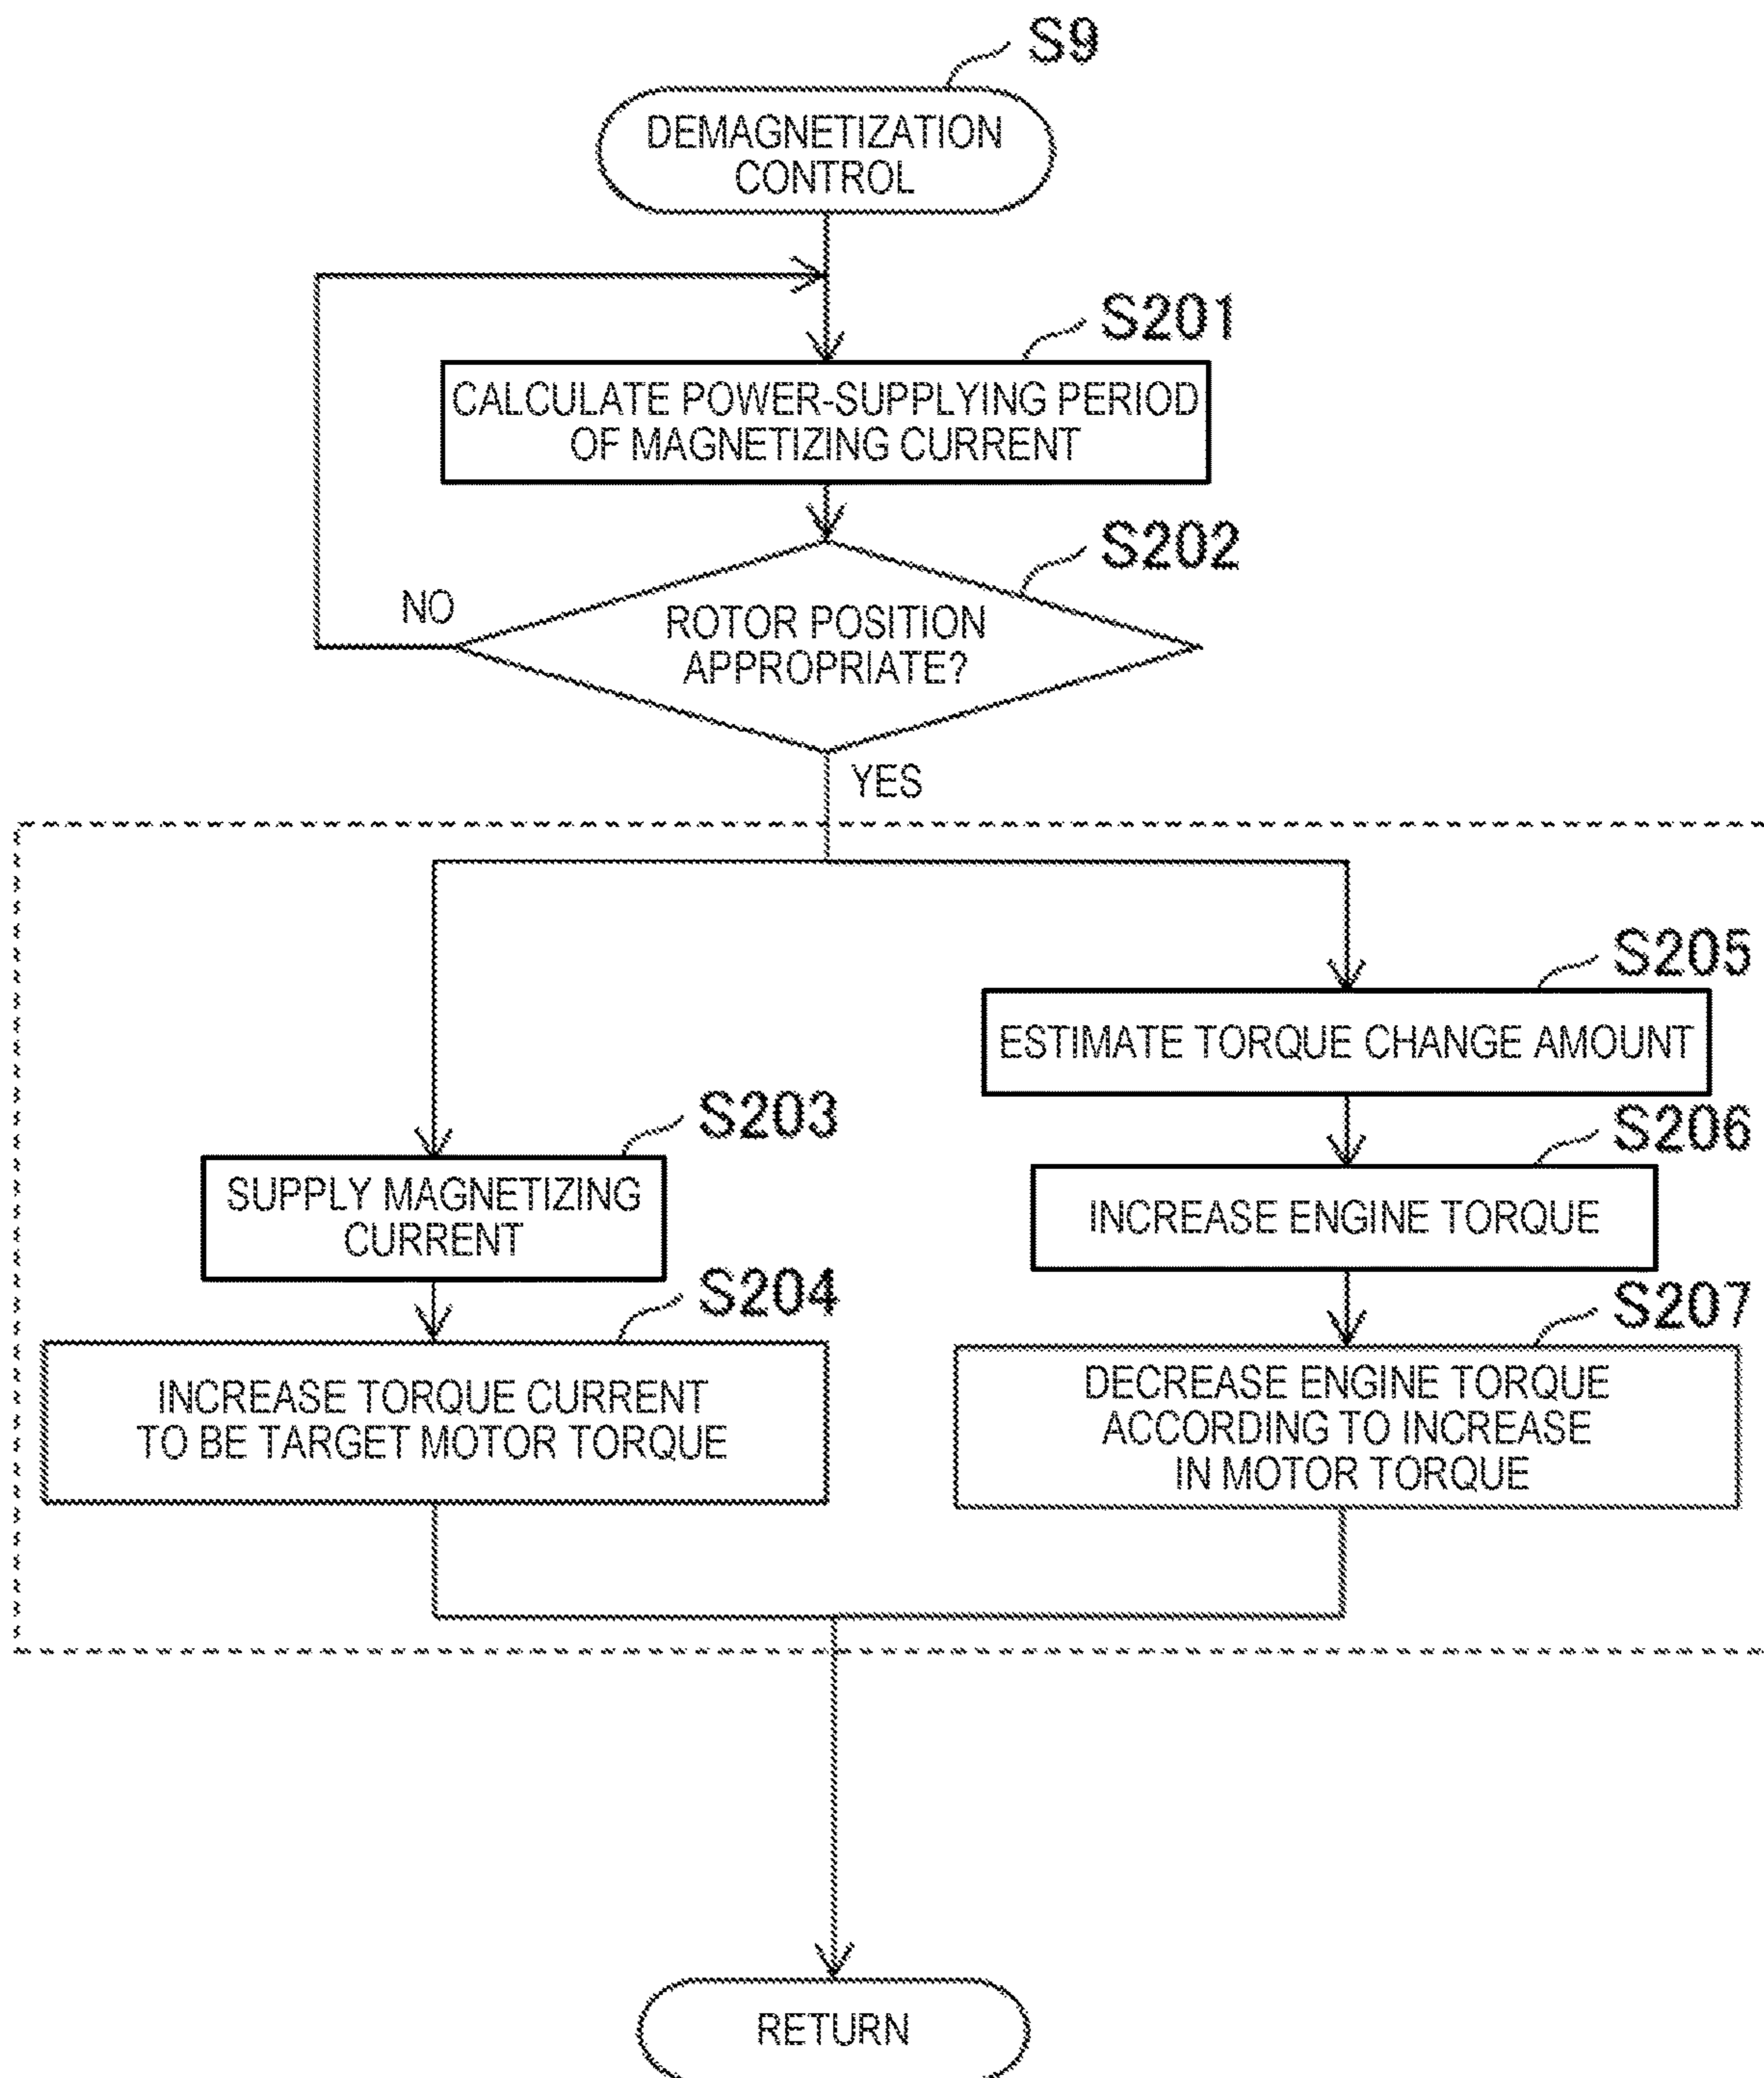 S9
DEMAGNETIZATION
CONTROL
S201
CALCULATE POWER-SUPPLYING PERIOD
OF MAGNETIZING CURRENT
S202
NO
ROTOR POSITION
APPROPRIATE?
YES
S205
ESTIMATE TORQUE CHANGE AMOUNT
S203
SUPPLY MAGNETIZING
CURRENT
S206
INCREASE ENGINE TORQUE
S204
INCREASE TORQUE CURRENT
TO BE TARGET MOTOR TORQUE
S207
DECREASE ENGINE TORQUE
ACCORDING TO INCREASE
IN MOTOR TORQUE
RETURN